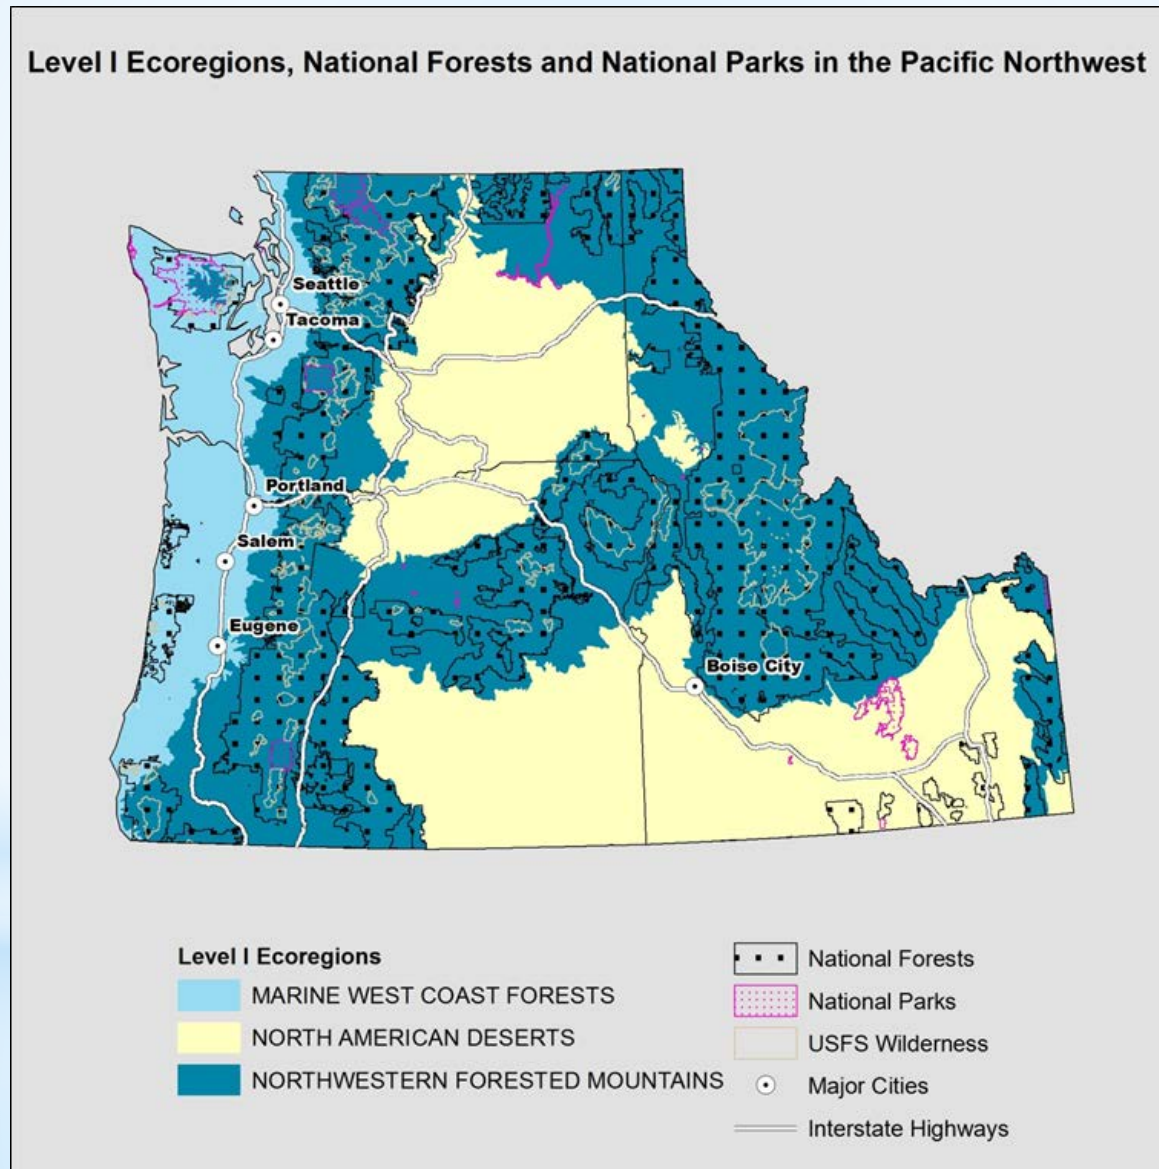 Level I Ecoregions, National Forests and National Parks in the Pacific Northwest
Seattle
Tacoma
Portland
Salem
Eugene
Boise City
Level I Ecoregions
MARINE WEST COAST FORESTS
NORTH AMERICAN DESERTS
NORTHWESTERN FORESTED MOUNTAINS
National Forests
National Parks
USFS Wilderness
Major Cities
Interstate Highways